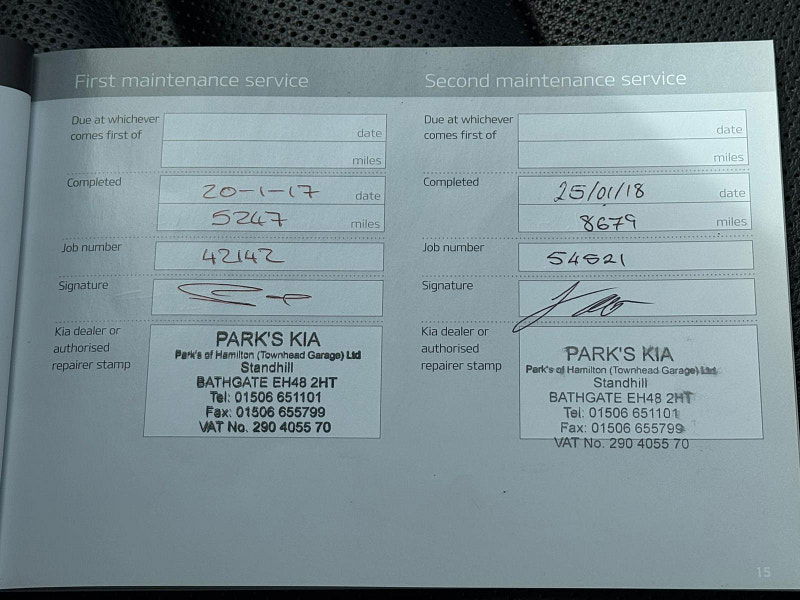 First maintenance service
Due at whichever
comes first of
date
miles
Completed
20-1-17 date
5247 miles
Job number
42142
Signature
Kia dealer or
authorised
repairer stamp
PARK'S KIA
Park's of Hamilton (Townhead Garage) Ltd
Standhill
BATHGATE EH48 2HT
Tel: 01506 651101
Fax: 01506 655799
VAT No. 290 4055 70
Second maintenance service
Due at whichever
comes first of
date
miles
Completed
25/01/18 date
8679 miles
Job number
54821
Signature
Kia dealer or
authorised
repairer stamp
PARK'S KIA
Park's of Hamilton (Townhead Garage) Ltd
Standhill
BATHGATE EH48 2HT
Tel: 01506 651101
Fax: 01506 655799
VAT No. 290 4055 70
15